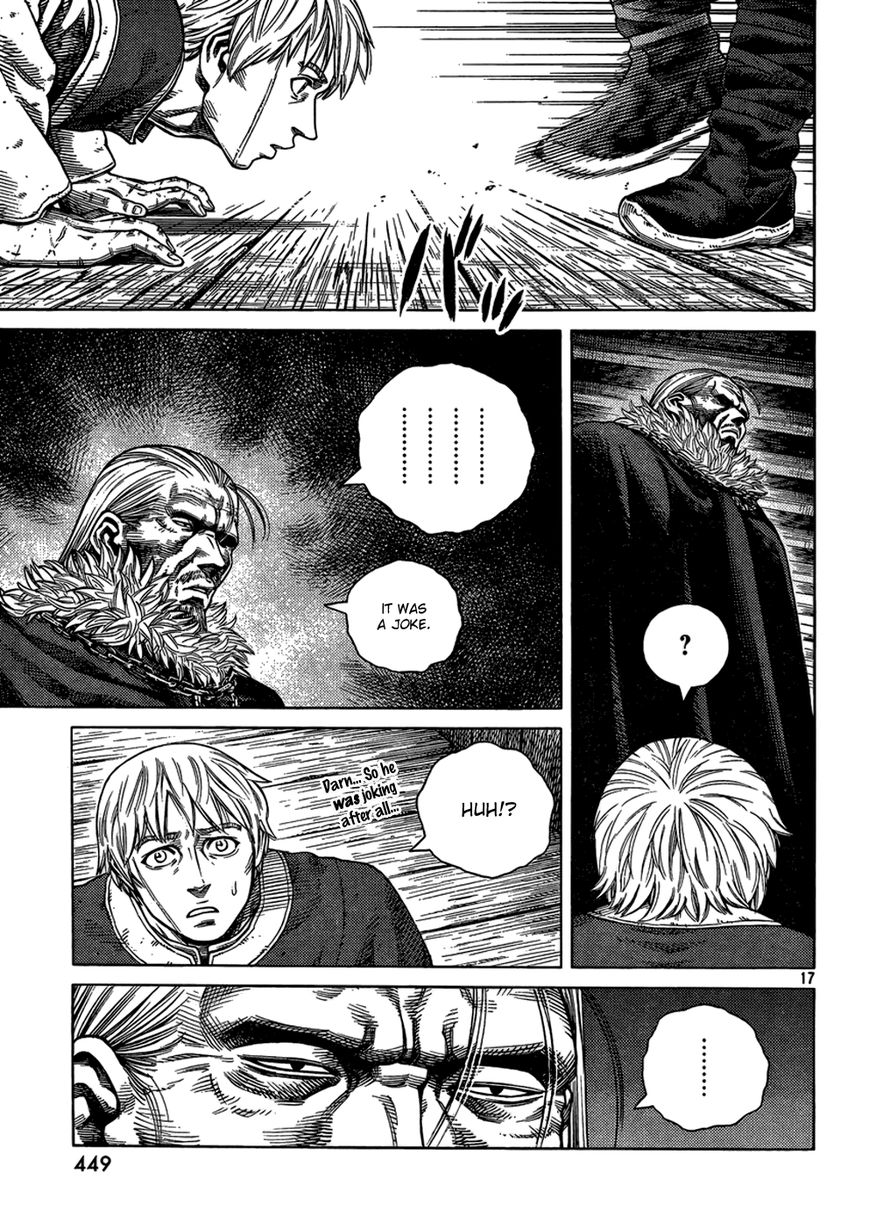 バッ
?
⋮⋮⋮⋮
IT WAS
A JOKE.
HUH!?
Darn... So he
was joking
after all...
⋮
17
449